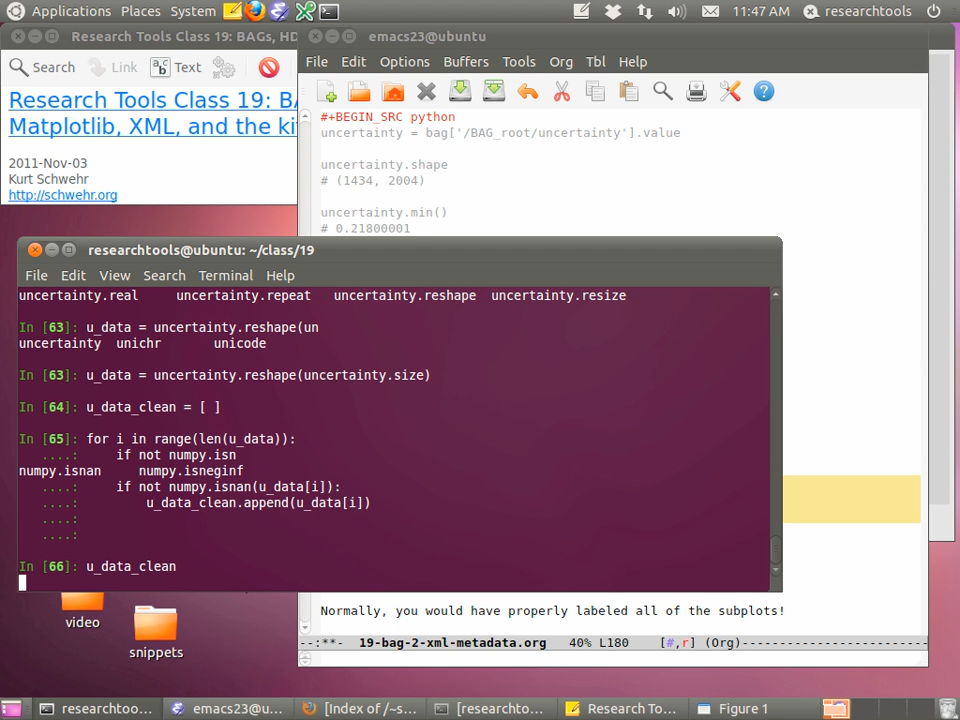 Applications Places System 11:47 AM researchtools
Research Tools Class 19: BAGs, HD
emacs23@ubuntu
Search Link Text
File Edit Options Buffers Tools Org Tbl Help
Research Tools Class 19: BA
Matplotlib, XML, and the ki
2011-Nov-03
Kurt Schwehr
http://schwehr.org
#+BEGIN_SRC python
uncertainty = bag['/BAG_root/uncertainty'].value
uncertainty.shape
# (1434, 2004)
uncertainty.min()
# 0.21800001
researchtools@ubuntu: ~/class/19
File Edit View Search Terminal Help
uncertainty.real uncertainty.repeat uncertainty.reshape uncertainty.resize
In [63]: u_data = uncertainty.reshape(un
uncertainty unichr unicode
In [63]: u_data = uncertainty.reshape(uncertainty.size)
In [64]: u_data_clean = [ ]
In [65]: for i in range(len(u_data)):
....: if not numpy.isn
numpy.isnan numpy.isneginf
....: if not numpy.isnan(u_data[i]):
....: u_data_clean.append(u_data[i])
....:
....:
In [66]: u_data_clean
Normally, you would have properly labeled all of the subplots!
--:**- 19-bag-2-xml-metadata.org 40% L180 [#,r] (Org)------------------------
video
snippets
researchtoo... emacs23@u... [Index of /~s... [researchto... Research To... Figure 1